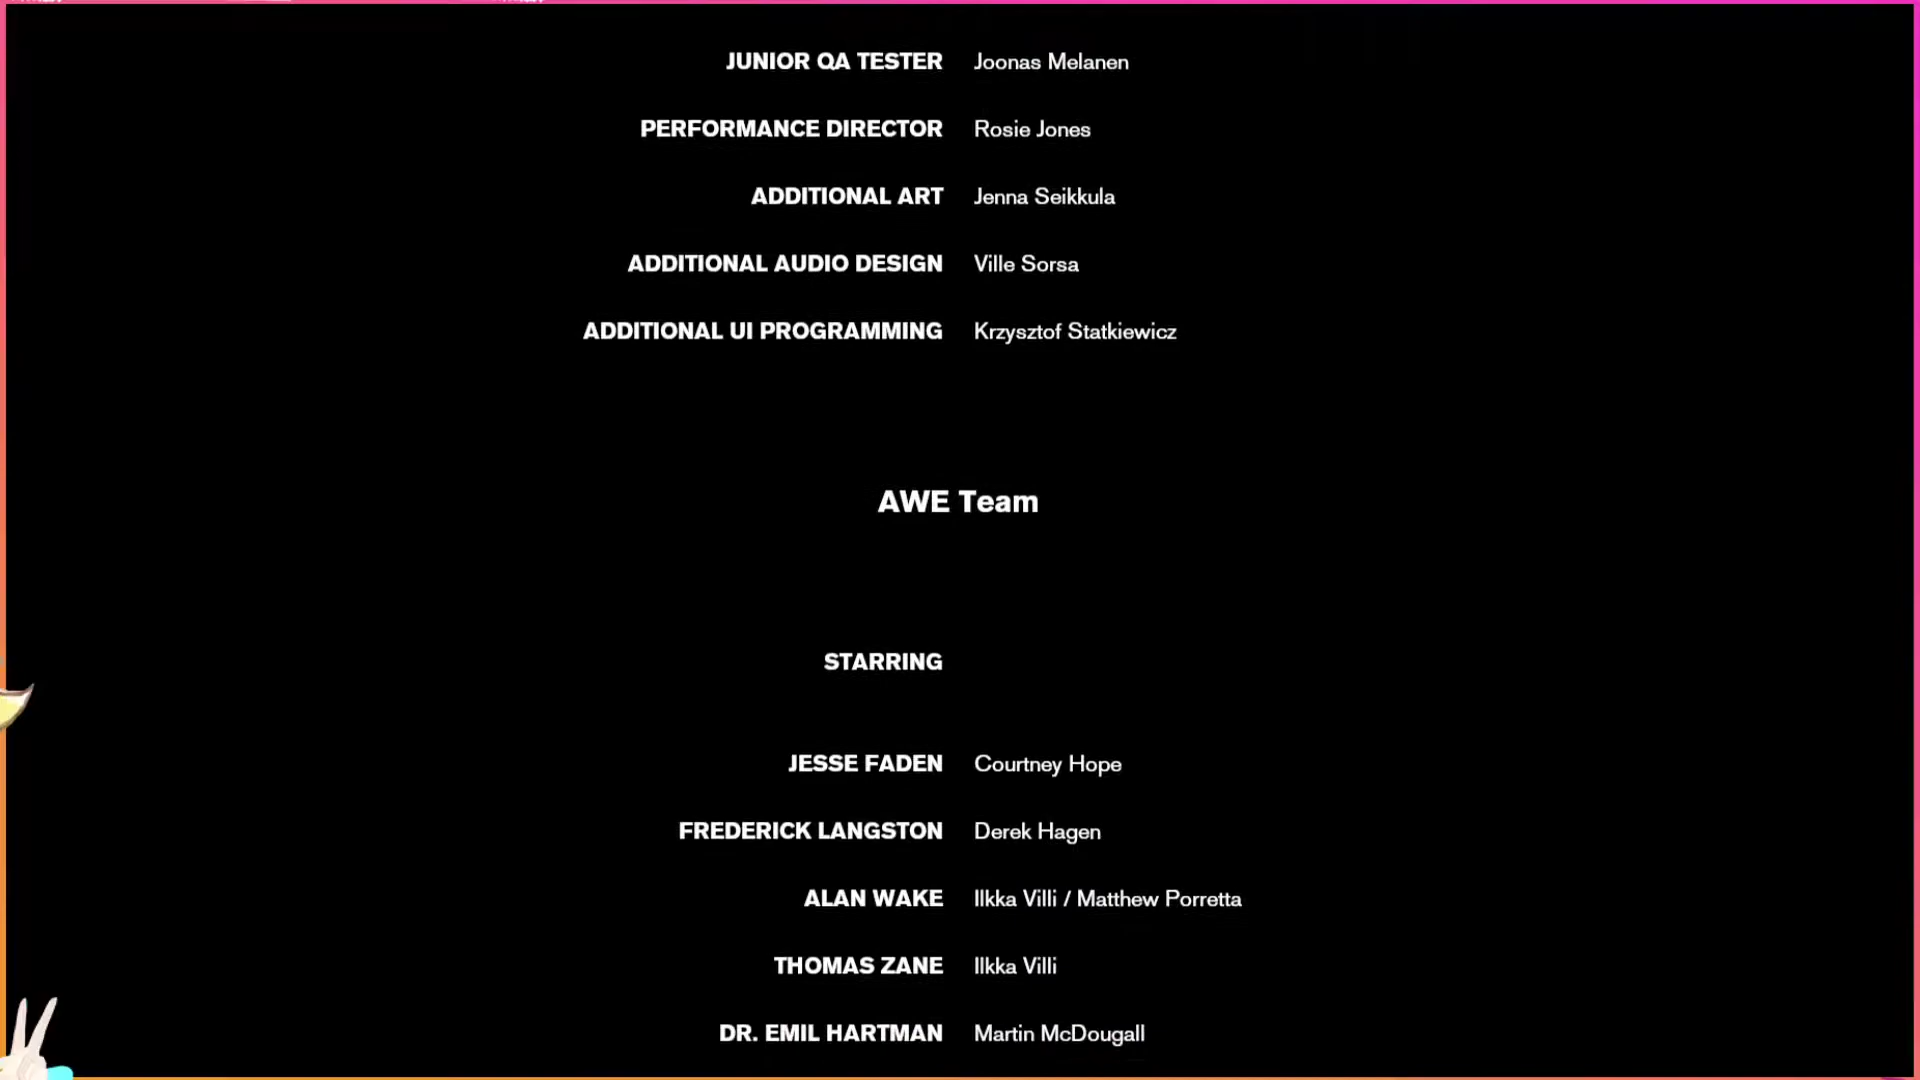 JUNIOR QA TESTER Joonas Melanen
PERFORMANCE DIRECTOR Rosie Jones
ADDITIONAL ART Jenna Seikkula
ADDITIONAL AUDIO DESIGN Ville Sorsa
ADDITIONAL UI PROGRAMMING Krzysztof Statkiewicz
AWE Team
STARRING
JESSE FADEN Courtney Hope
FREDERICK LANGSTON Derek Hagen
ALAN WAKE Ilkka Villi / Matthew Porretta
THOMAS ZANE Ilkka Villi
DR. EMIL HARTMAN Martin McDougall